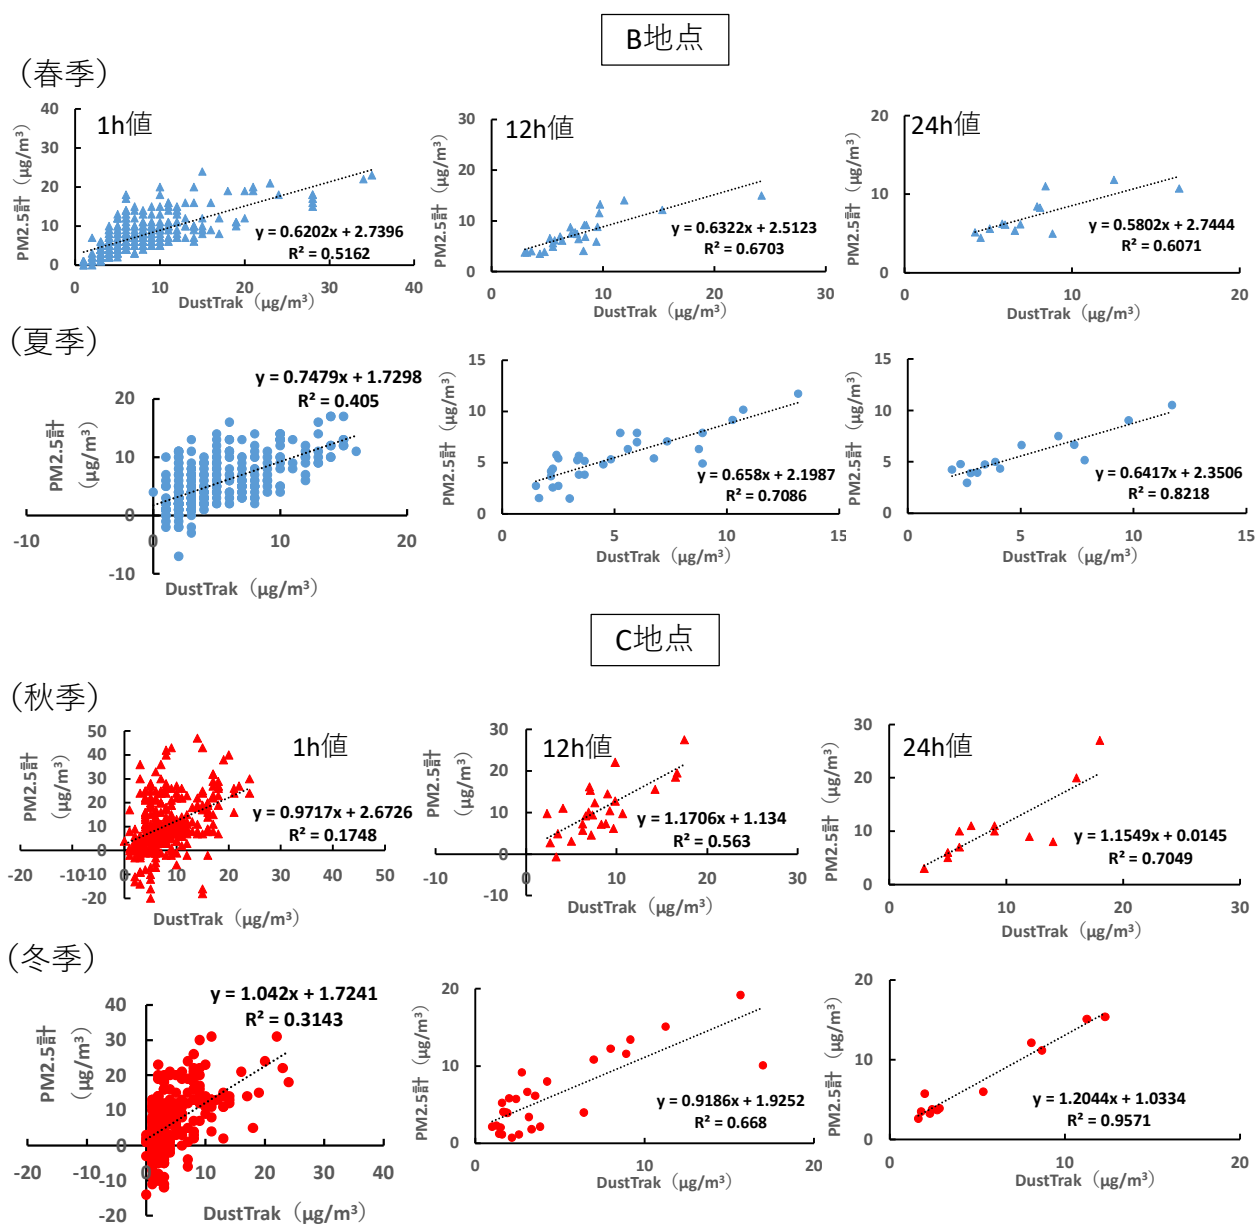 B地点
（春季）
1h値
PM2.5計（μg/m³）
40
30
20
10
0
y = 0.6202x + 2.7396
R² = 0.5162
0 10 20 30 40
DustTrak（μg/m³）
12h値
PM2.5計（μg/m³）
30
20
10
0
y = 0.6322x + 2.5123
R² = 0.6703
0 10 20 30
DustTrak（μg/m³）
24h値
PM2.5計（μg/m³）
20
10
0
y = 0.5802x + 2.7444
R² = 0.6071
0 10 20
DustTrak（μg/m³）
（夏季）
y = 0.7479x + 1.7298
R² = 0.405
PM2.5計
（μg/m³）
20
10
0
-10
-10 0 10 20
DustTrak（μg/m³）
PM2.5計（μg/m³）
15
10
5
0
y = 0.658x + 2.1987
R² = 0.7086
0 5 10 15
DustTrak（μg/m³）
PM2.5計（μg/m³）
15
10
5
0
y = 0.6417x + 2.3506
R² = 0.8218
0 5 10 15
DustTrak（μg/m³）
C地点
（秋季）
1h値
PM2.5計
（μg/m³）
50
40
30
20
10
0
-10
-20
y = 0.9717x + 2.6726
R² = 0.1748
-20 -10 0 10 20 30 40 50
DustTrak（μg/m³）
12h値
PM2.5計
（μg/m³）
30
20
10
0
-10
y = 1.1706x + 1.134
R² = 0.563
-10 0 10 20 30
DustTrak（μg/m³）
24h値
PM2.5計（μg/m³）
30
20
10
0
y = 1.1549x + 0.0145
R² = 0.7049
0 10 20 30
DustTrak（μg/m³）
（冬季）
y = 1.042x + 1.7241
R² = 0.3143
PM2.5計
（μg/m³）
40
30
20
10
0
-10
-20
-20 -10 0 10 20 30 40
DustTrak（μg/m³）
PM2.5計（μg/m³）
20
10
0
y = 0.9186x + 1.9252
R² = 0.668
0 10 20
DustTrak（μg/m³）
PM2.5計（μg/m³）
20
10
0
y = 1.2044x + 1.0334
R² = 0.9571
0 10 20
DustTrak（μg/m³）